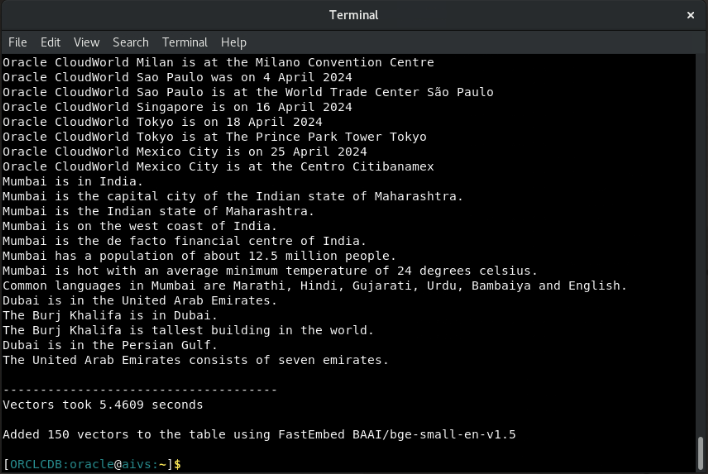 Terminal
×
File Edit View Search Terminal Help
Oracle CloudWorld Milan is at the Milano Convention Centre
Oracle CloudWorld Sao Paulo was on 4 April 2024
Oracle CloudWorld Sao Paulo is at the World Trade Center São Paulo
Oracle CloudWorld Singapore is on 16 April 2024
Oracle CloudWorld Tokyo is on 18 April 2024
Oracle CloudWorld Tokyo is at The Prince Park Tower Tokyo
Oracle CloudWorld Mexico City is on 25 April 2024
Oracle CloudWorld Mexico City is at the Centro Citibanamex
Mumbai is in India.
Mumbai is the capital city of the Indian state of Maharashtra.
Mumbai is the Indian state of Maharashtra.
Mumbai is on the west coast of India.
Mumbai is the de facto financial centre of India.
Mumbai has a population of about 12.5 million people.
Mumbai is hot with an average minimum temperature of 24 degrees celsius.
Common languages in Mumbai are Marathi, Hindi, Gujarati, Urdu, Bambaiya and English.
Dubai is in the United Arab Emirates.
The Burj Khalifa is in Dubai.
The Burj Khalifa is tallest building in the world.
Dubai is in the Persian Gulf.
The United Arab Emirates consists of seven emirates.
-------------------------------------
Vectors took 5.4609 seconds
Added 150 vectors to the table using FastEmbed BAAI/bge-small-en-v1.5
[ORCLCDB:oracle@aivs:~]$